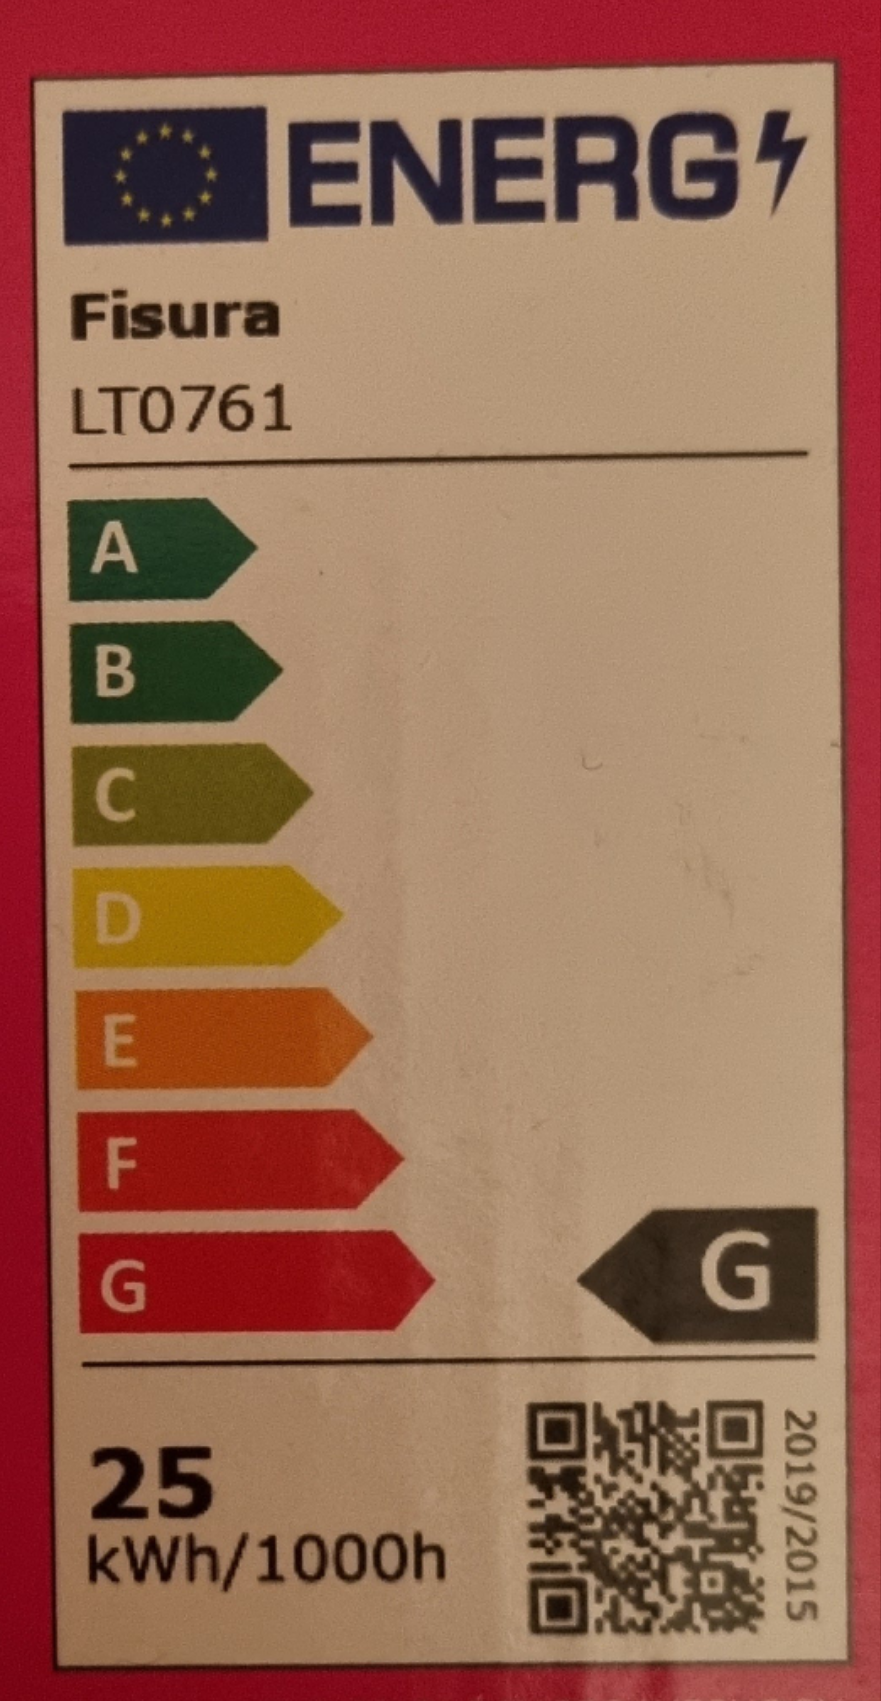 ENERG
Fisura
LT0761
A
B
C
D
E
F
G
G
25
kWh/1000h
2019/2015